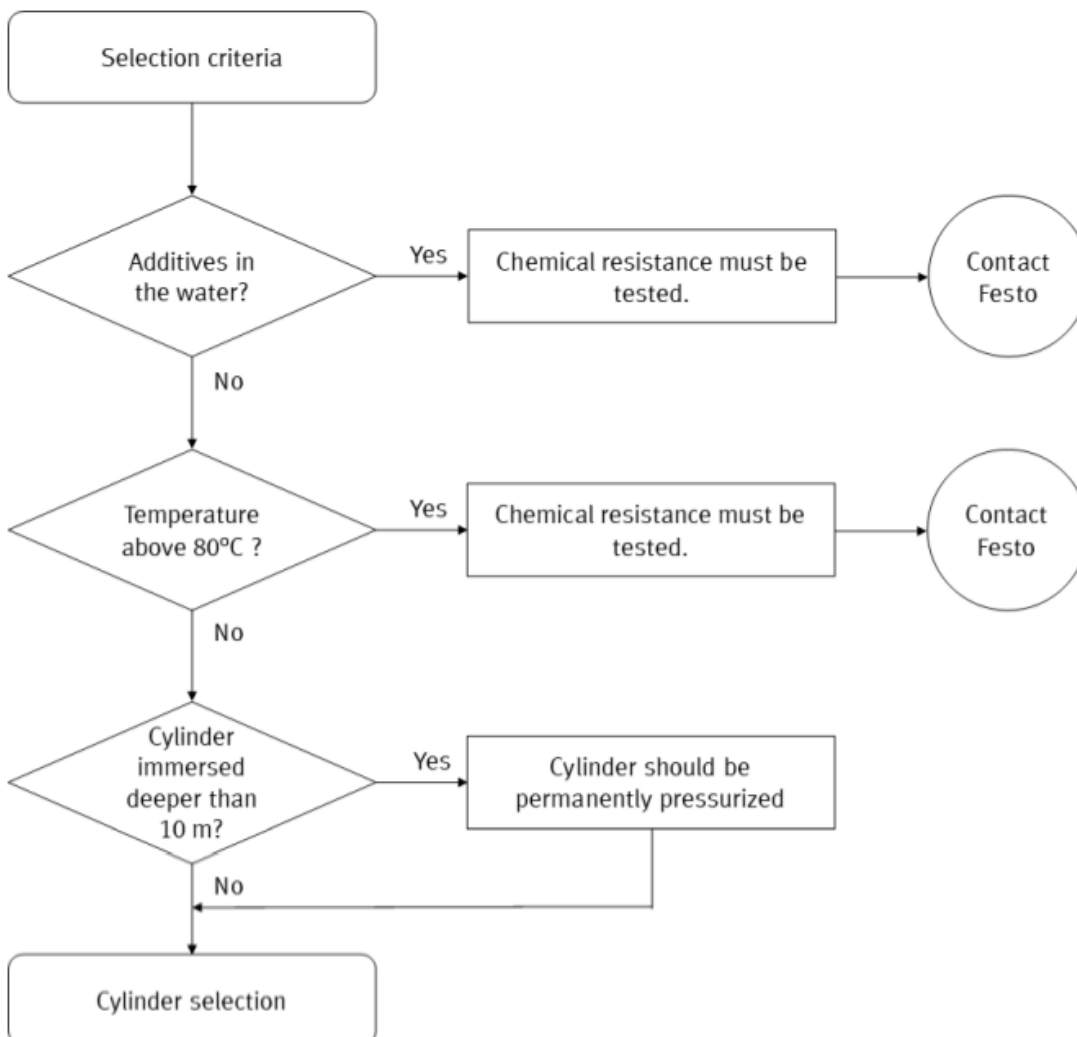 Selection criteria
Additives in
the water?
Yes
Chemical resistance must be
tested.
Contact
Festo
No
Temperature
above 80°C ?
Yes
Chemical resistance must be
tested.
Contact
Festo
No
Cylinder
immersed
deeper than
10 m?
Yes
Cylinder should be
permanently pressurized
No
Cylinder selection